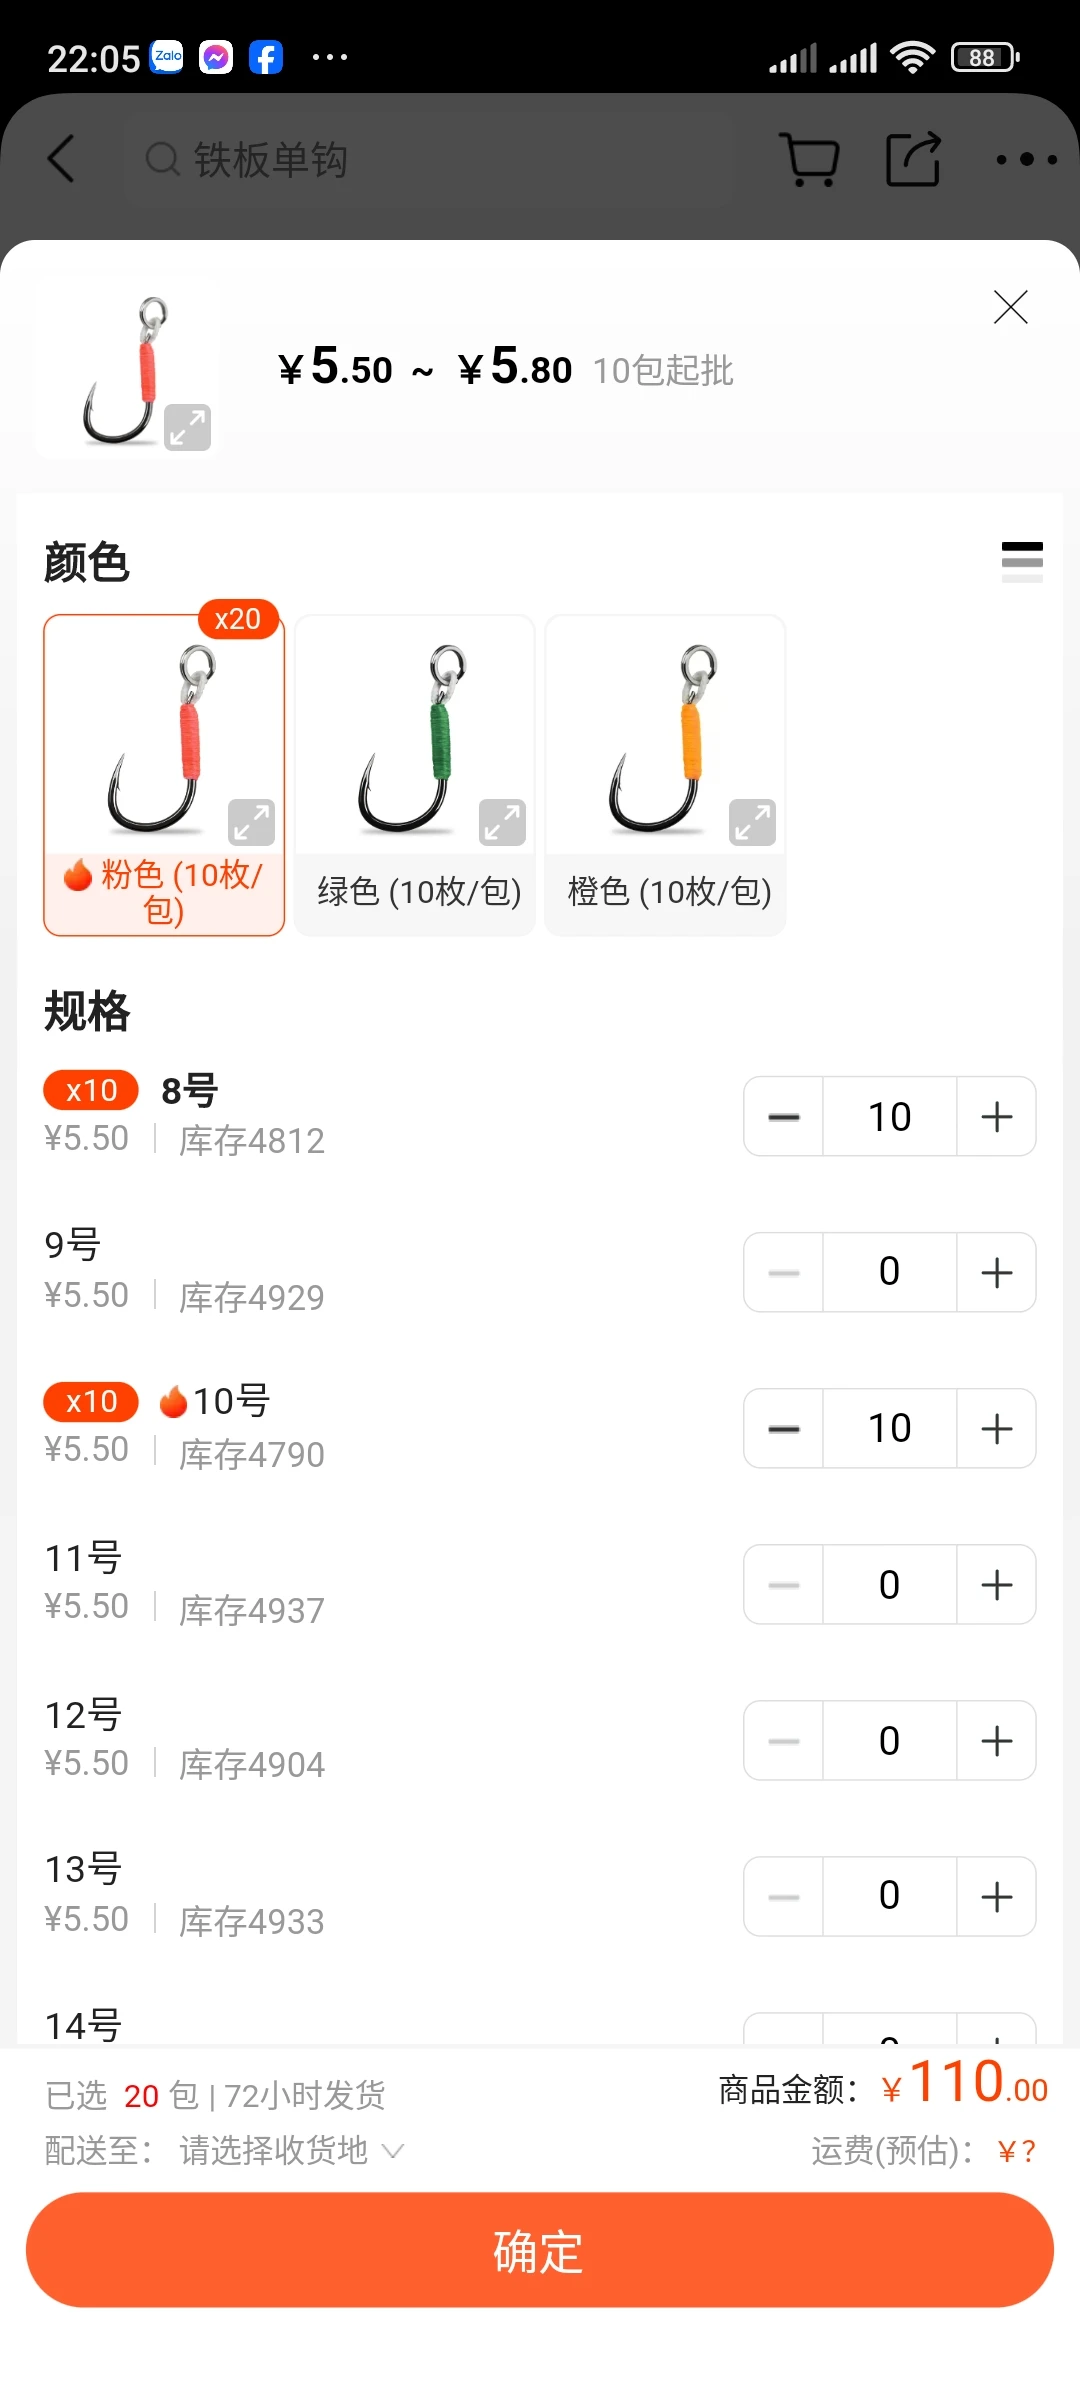 22:05 Zalo 88
铁板单钩
¥5.50 ~ ¥5.80 10包起批
颜色
x20
粉色 (10枚/
包)
绿色 (10枚/包)
橙色 (10枚/包)
规格
x10 8号
¥5.50 库存4812
10
9号
¥5.50 库存4929
0
x10 10号
¥5.50 库存4790
10
11号
¥5.50 库存4937
0
12号
¥5.50 库存4904
0
13号
¥5.50 库存4933
0
14号
已选 20 包 | 72小时发货
商品金额: ¥110.00
配送至: 请选择收货地
运费(预估): ¥?
确定